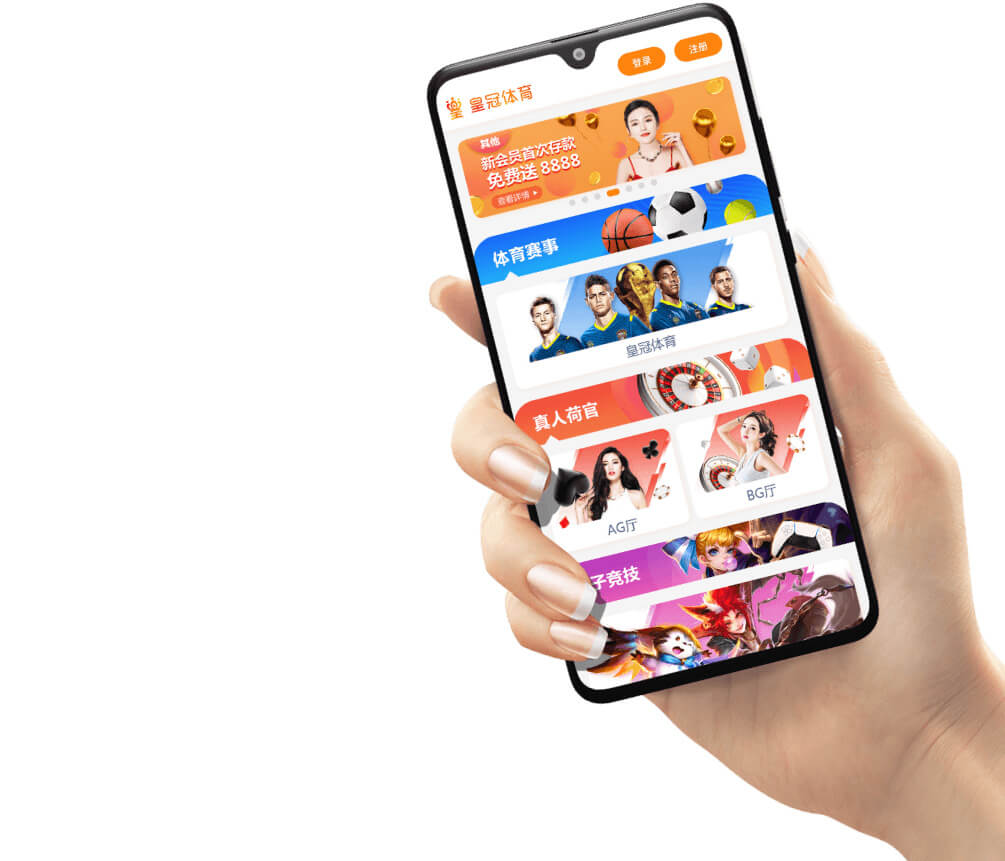 登录
注册
皇冠体育
其他
新会员首次存款
免费送 8888
查看详情
体育赛事
皇冠体育
真人荷官
AG厅
BG厅
子竞技